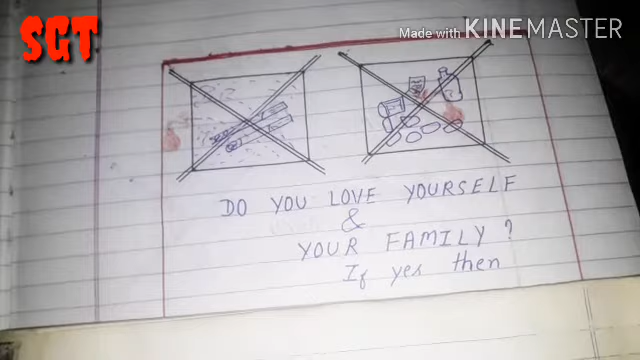 SGT
Made with KINEMASTER
DO YOU LOVE YOURSELF
&
YOUR FAMILY?
If yes then